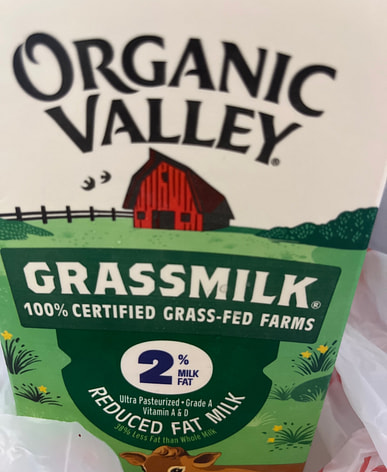 ORGANIC
VALLEY®
GRASSMILK®
100% CERTIFIED GRASS-FED FARMS
2% MILK FAT
Ultra Pasteurized • Grade A
Vitamin A & D
REDUCED FAT MILK
38% Less Fat than Whole Milk